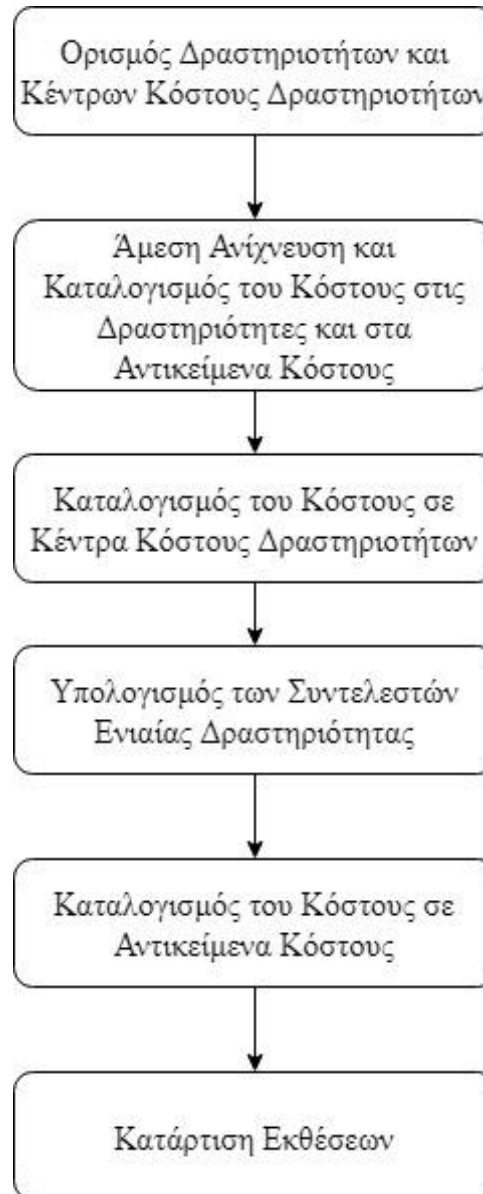 Ορισμός Δραστηριοτήτων και
Κέντρων Κόστους Δραστηριοτήτων
Άμεση Ανίχνευση και
Καταλογισμός του Κόστους στις
Δραστηριότητες και στα
Αντικείμενα Κόστους
Καταλογισμός του Κόστους σε
Κέντρα Κόστους Δραστηριοτήτων
Υπολογισμός των Συντελεστών
Ενιαίας Δραστηριότητας
Καταλογισμός του Κόστους σε
Αντικείμενα Κόστους
Κατάρτιση Εκθέσεων